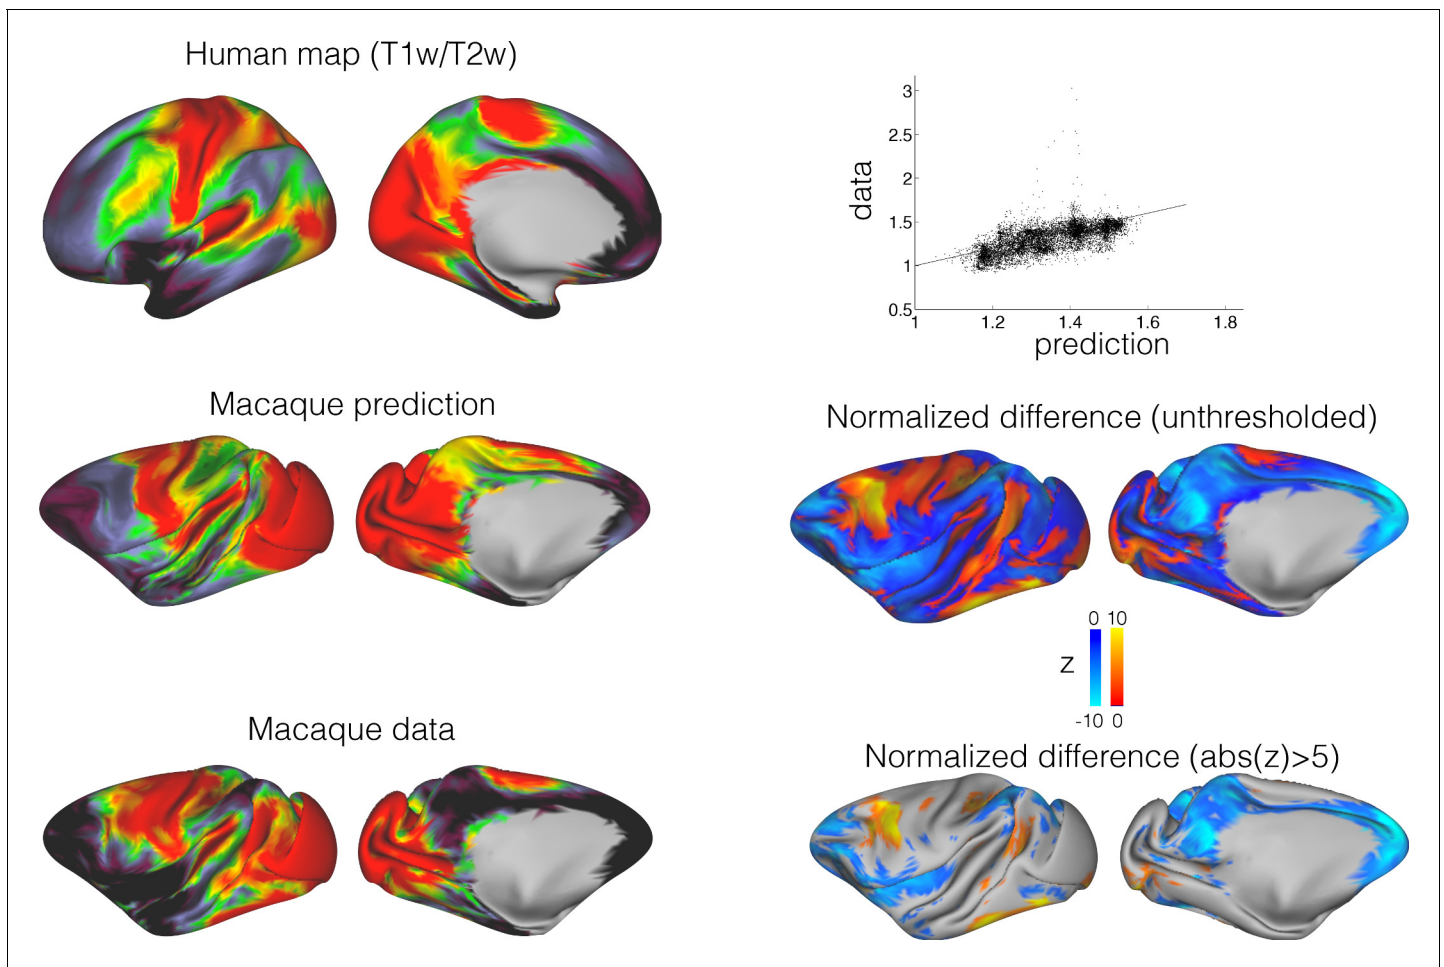 Human map (T1w/T2w)
3
2.5
2
1.5
1
0.5
data
1
1.2
1.4
1.6
1.8
prediction
Macaque prediction
Normalized difference (unthresholded)
0 10
z
-10 0
Macaque data
Normalized difference (abs(z)>5)